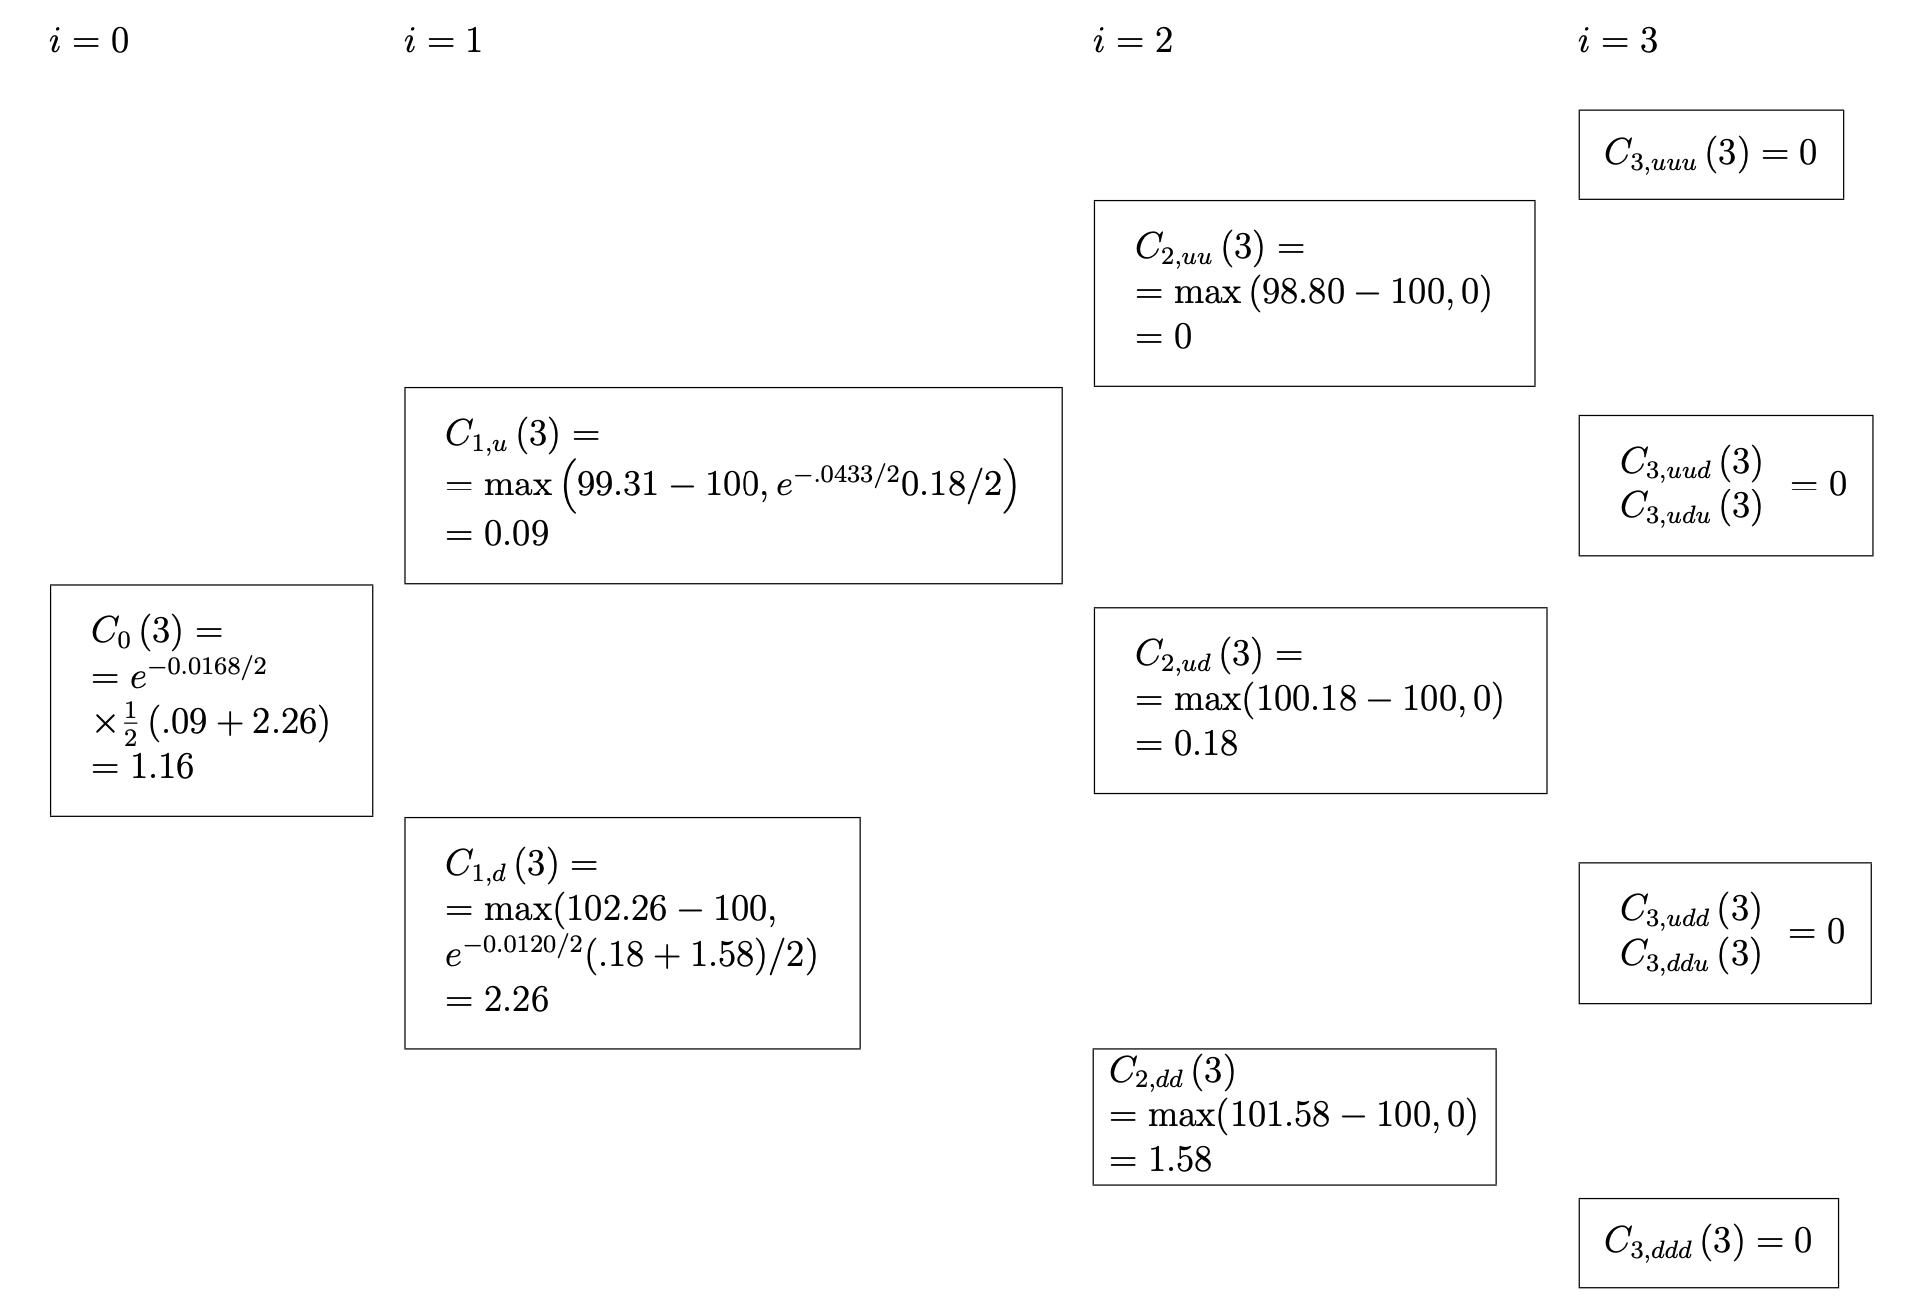 i = 0
i = 1
i = 2
i = 3
C_{3,uuu} (3) = 0
C_{2,uu} (3) =
= max (98.80 − 100, 0)
= 0
C_{1,u} (3) =
= max (99.31 − 100, e^{−.0433/2}0.18/2)
= 0.09
C_{3,uud} (3)
C_{3,udu} (3)
= 0
C_0 (3) =
= e^{−0.0168/2}
× \frac{1}{2} (.09 + 2.26)
= 1.16
C_{2,ud} (3) =
= max(100.18 − 100, 0)
= 0.18
C_{1,d} (3) =
= max(102.26 − 100,
e^{−0.0120/2}(.18 + 1.58)/2)
= 2.26
C_{3,udd} (3)
C_{3,ddu} (3)
= 0
C_{2,dd} (3)
= max(101.58 − 100, 0)
= 1.58
C_{3,ddd} (3) = 0